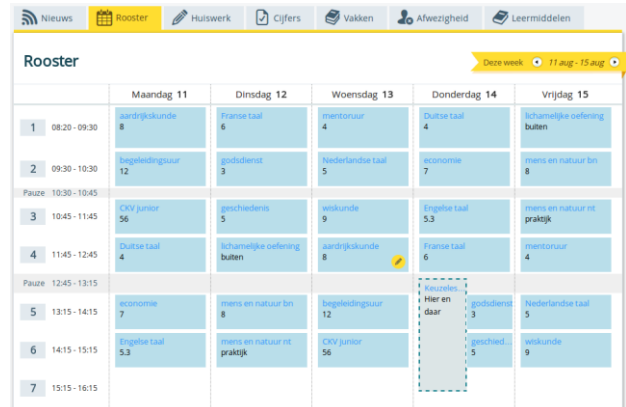 Nieuws Rooster Huiswerk Cijfers Vakken Afwezigheid Leermiddelen
Rooster
Deze week 11 aug - 15 aug
Maandag 11 Dinsdag 12 Woensdag 13 Donderdag 14 Vrijdag 15
1 08:20 - 09:30
aardrijkskunde
8
Franse taal
6
mentoruur
4
Duitse taal
4
lichamelijke oefening
buiten
2 09:30 - 10:30
begeleidingsuur
12
godsdienst
3
Nederlandse taal
5
economie
7
mens en natuur bn
8
Pauze 10:30 - 10:45
3 10:45 - 11:45
CKV junior
56
geschiedenis
5
wiskunde
9
Engelse taal
5.3
mens en natuur nt
praktijk
4 11:45 - 12:45
Duitse taal
4
lichamelijke oefening
buiten
aardrijkskunde
8
Franse taal
6
mentoruur
4
Pauze 12:45 - 13:15
Keuzeles...
Hier en
daar
5 13:15 - 14:15
economie
7
mens en natuur bn
8
begeleidingsuur
12
godsdienst
3
Nederlandse taal
5
6 14:15 - 15:15
Engelse taal
5.3
mens en natuur nt
praktijk
CKV junior
56
geschied...
5
wiskunde
9
7 15:15 - 16:15